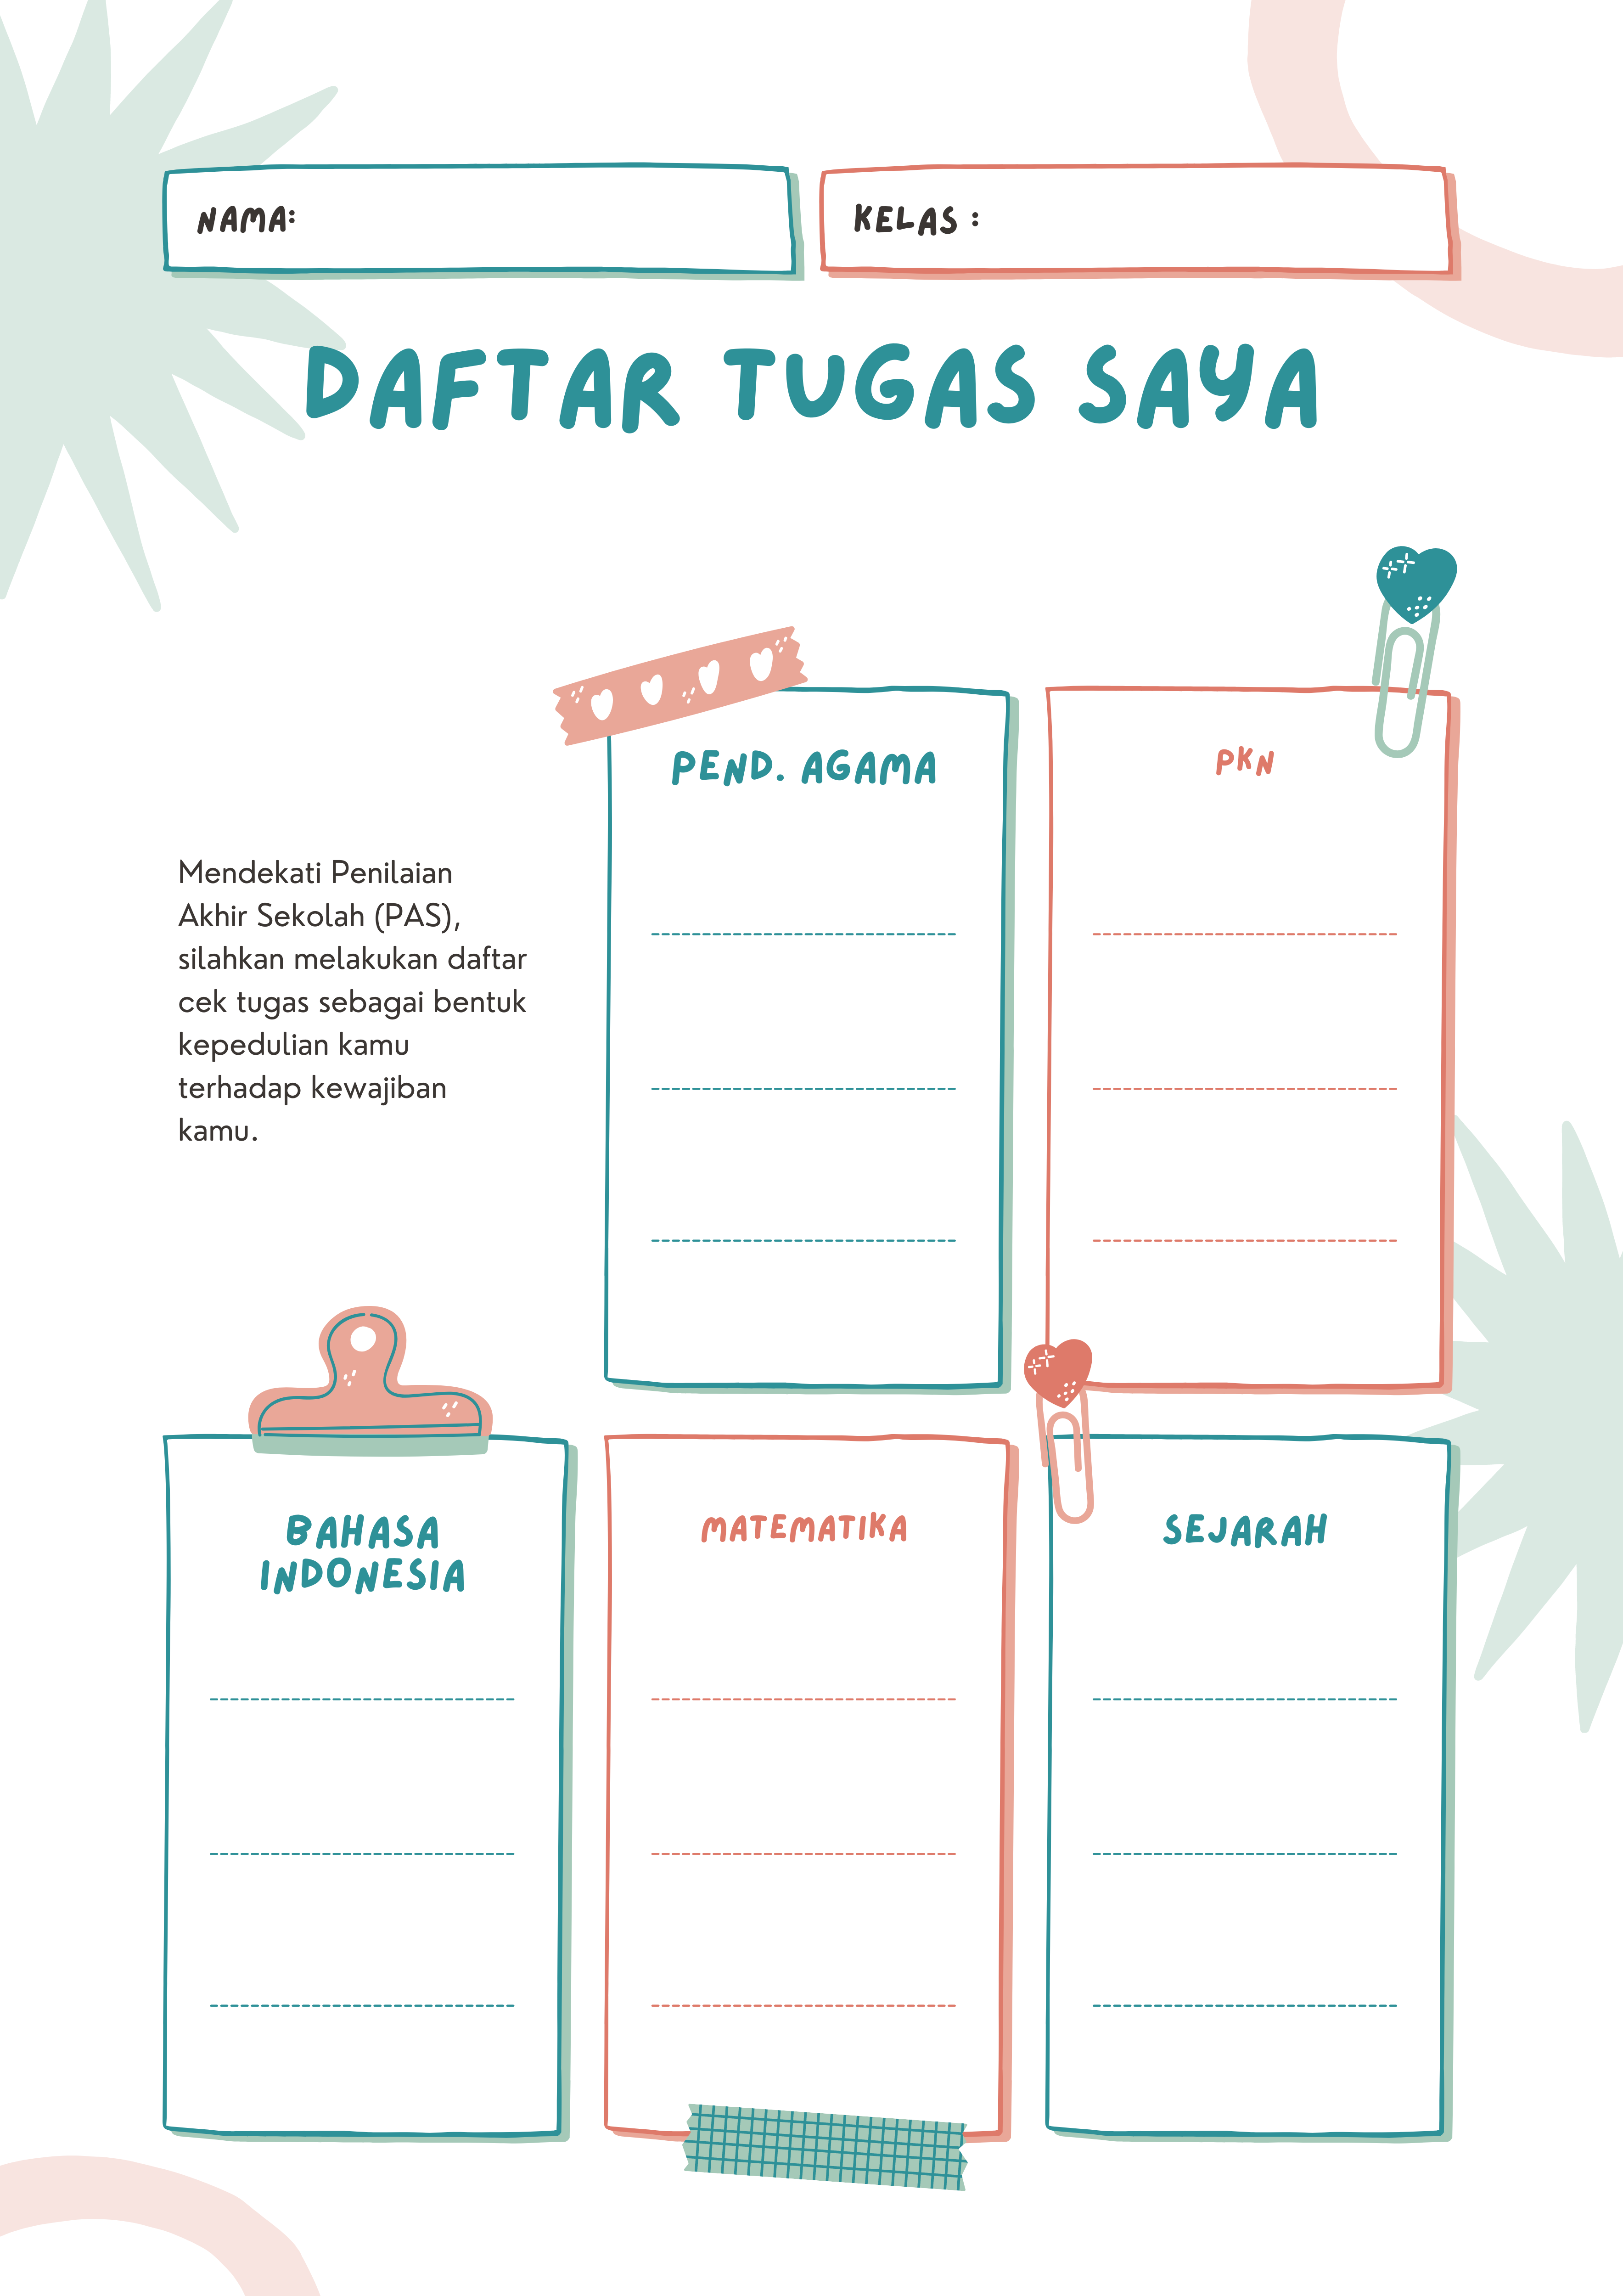 NAMA:
KELAS :
DAFTAR TUGAS SAYA
Mendekati Penilaian
Akhir Sekolah (PAS),
silahkan melakukan daftar
cek tugas sebagai bentuk
kepedulian kamu
terhadap kewajiban
kamu.
PEND. AGAMA
PKN
BAHASA
INDONESIA
MATEMATIKA
SEJARAH